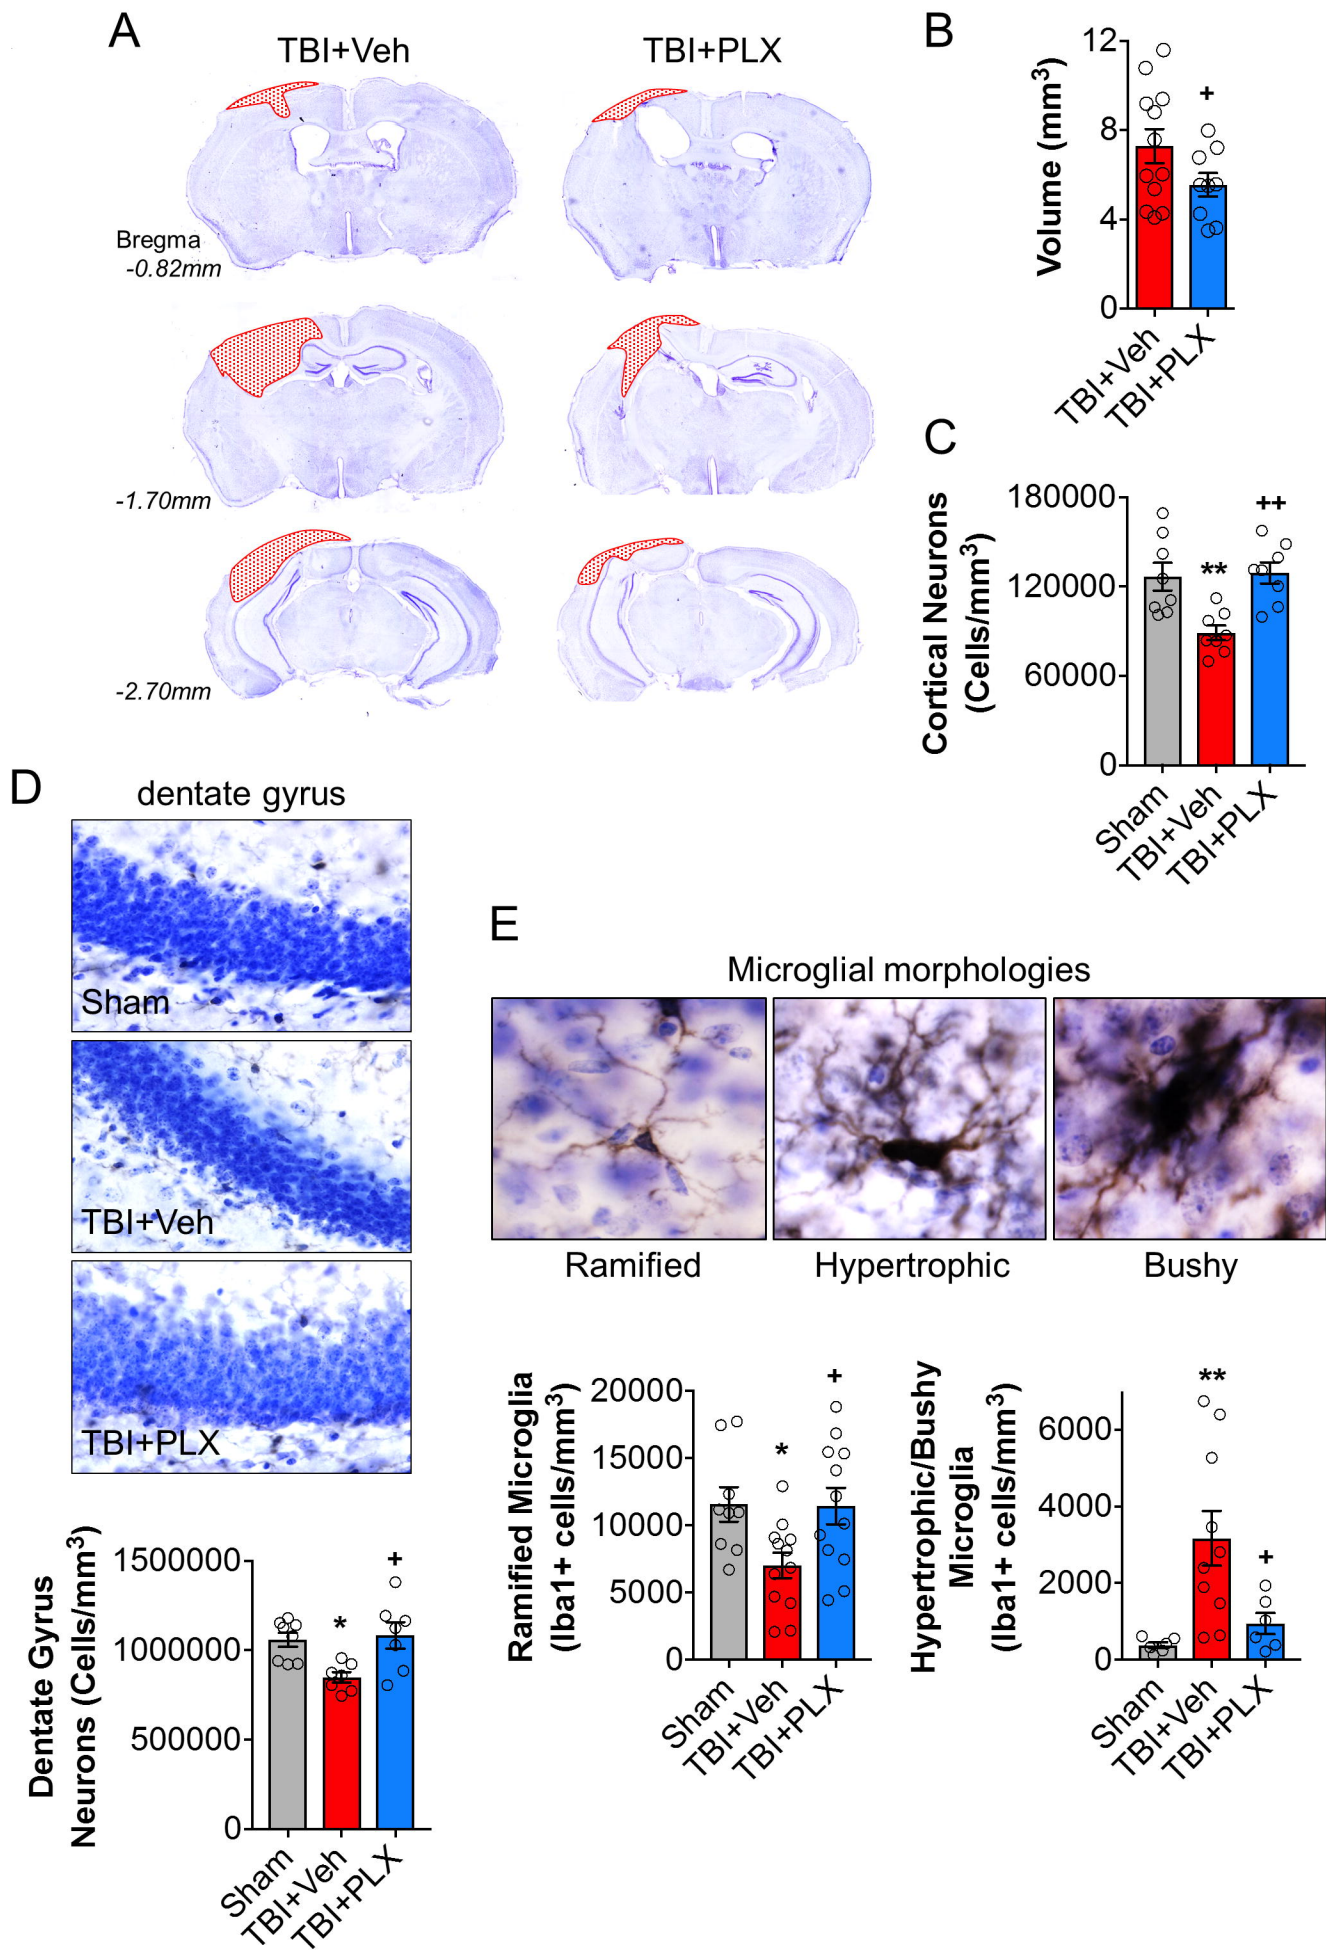 A
TBI+Veh
TBI+PLX
Bregma
-0.82mm
-1.70mm
-2.70mm
B
Volume (mm3)
12
8
4
0
+
TBI+Veh
TBI+PLX
C
Cortical Neurons
(Cells/mm3)
180000
120000
60000
0
**
++
Sham
TBI+Veh
TBI+PLX
D
dentate gyrus
Sham
TBI+Veh
TBI+PLX
Dentate Gyrus
Neurons (Cells/mm3)
1500000
1000000
500000
0
*
+
Sham
TBI+Veh
TBI+PLX
E
Microglial morphologies
Ramified
Hypertrophic
Bushy
Ramified Microglia
(Iba1+ cells/mm3)
20000
15000
10000
5000
0
*
+
Sham
TBI+Veh
TBI+PLX
Hypertrophic/Bushy
Microglia
(Iba1+ cells/mm3)
6000
4000
2000
0
**
+
Sham
TBI+Veh
TBI+PLX